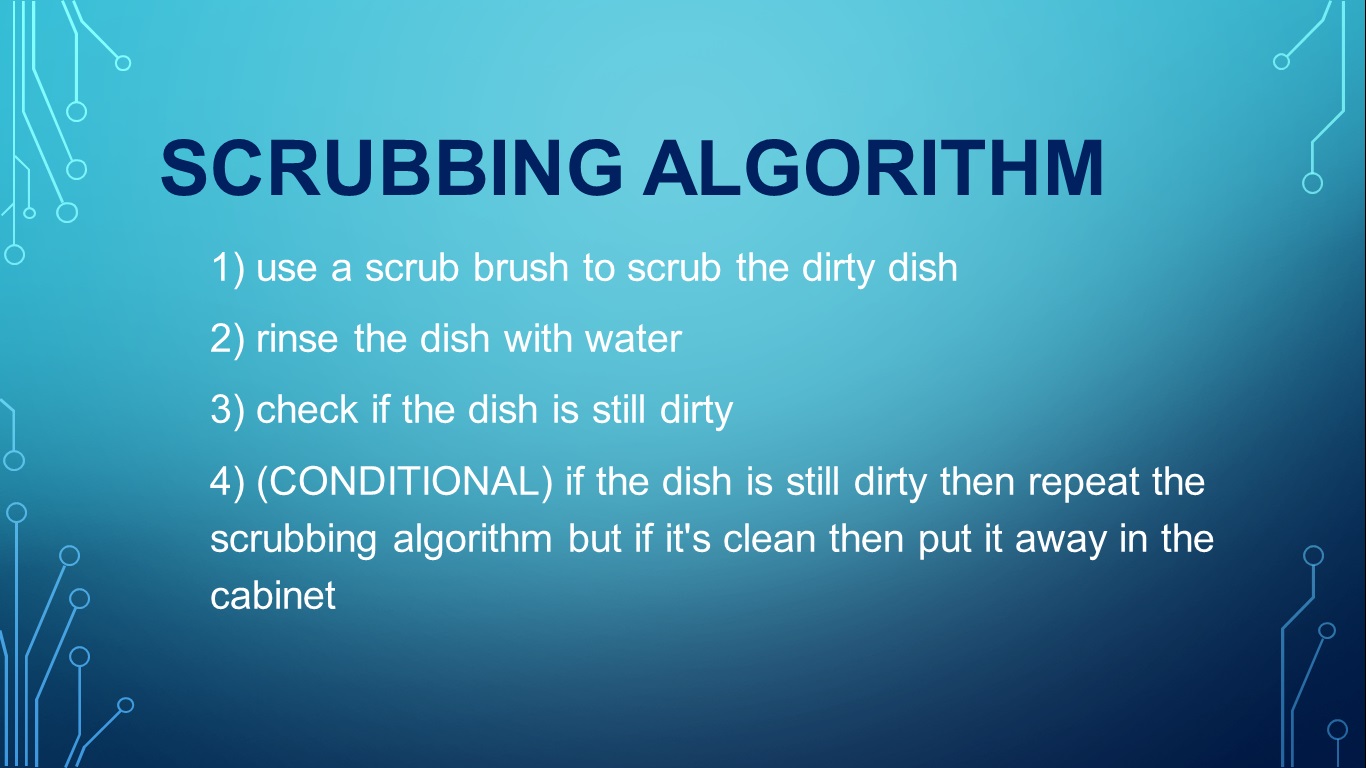 SCRUBBING ALGORITHM
1) use a scrub brush to scrub the dirty dish
2) rinse the dish with water
3) check if the dish is still dirty
4) (CONDITIONAL) if the dish is still dirty then repeat the
scrubbing algorithm but if it's clean then put it away in the
cabinet